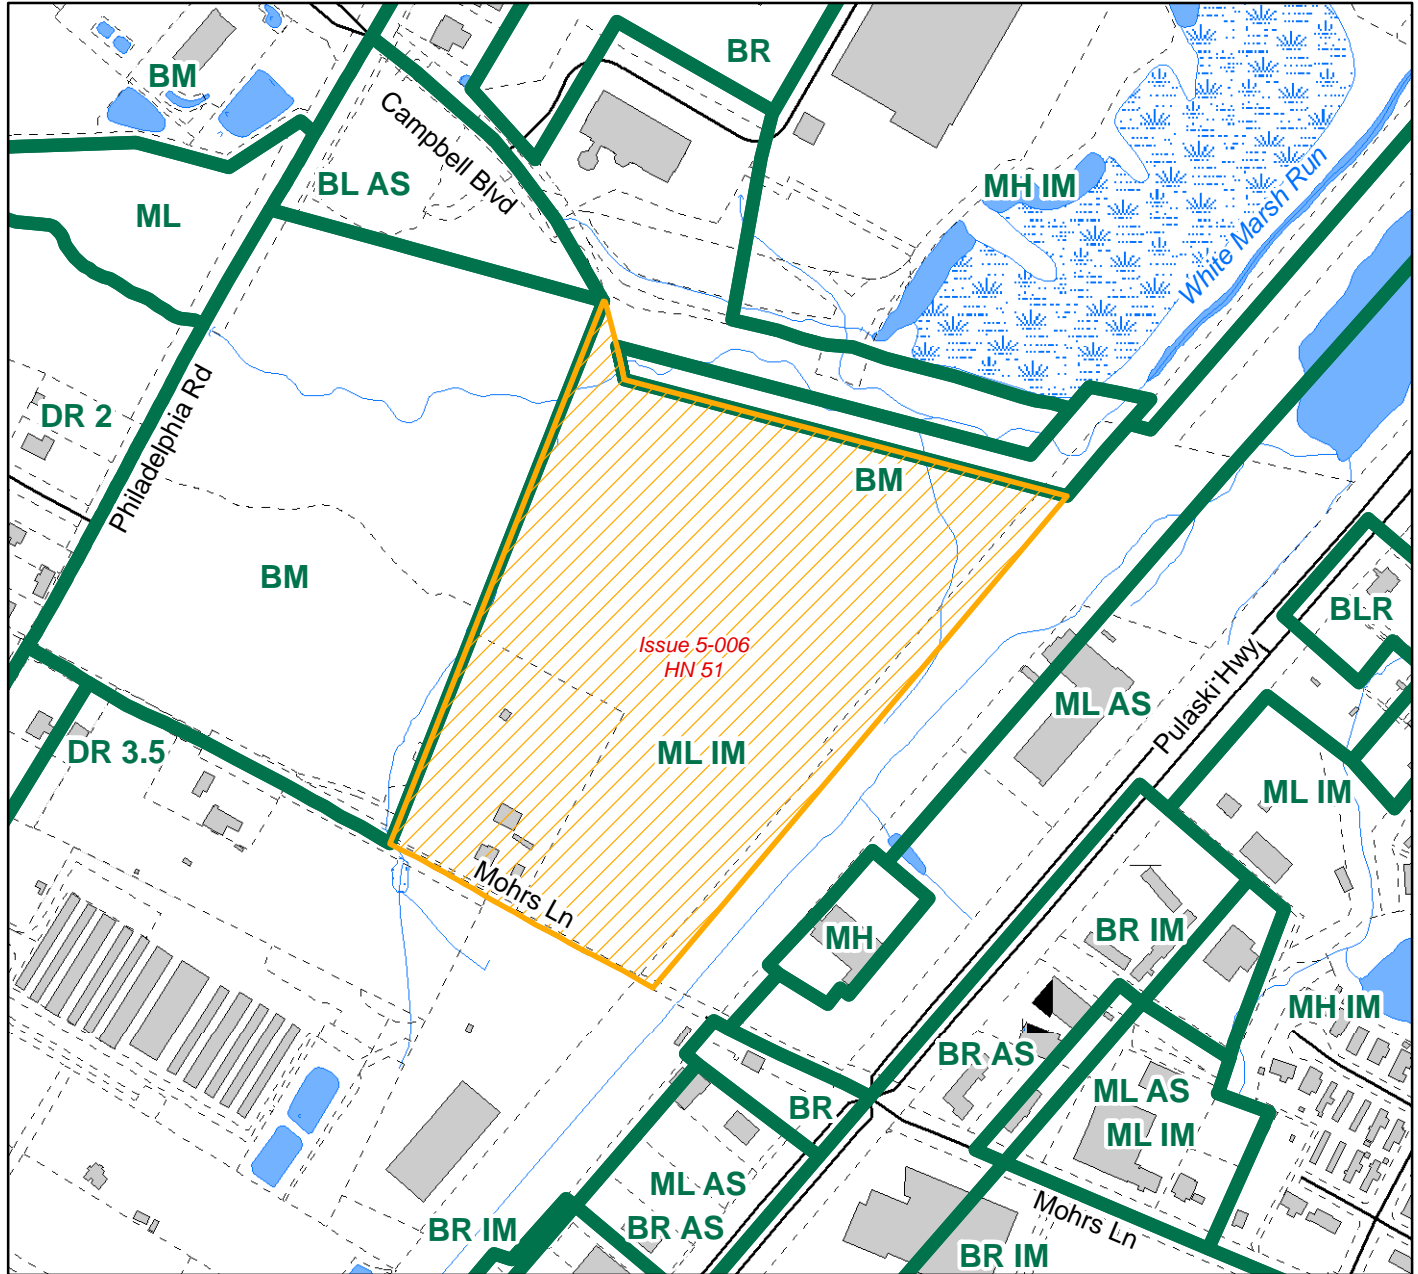 BR
BM
Campbell Blvd
BL AS
MH IM
White Marsh Run
ML
Philadelphia Rd
DR 2
BM
BM
BLR
Issue 5-006
HN 51
Pulaski Hwy
ML AS
DR 3.5
ML IM
ML IM
Mohrs Ln
MH
BR IM
MH IM
BR AS
ML AS
BR
ML IM
ML AS
Mohrs Ln
BR IM
BR AS
BR IM